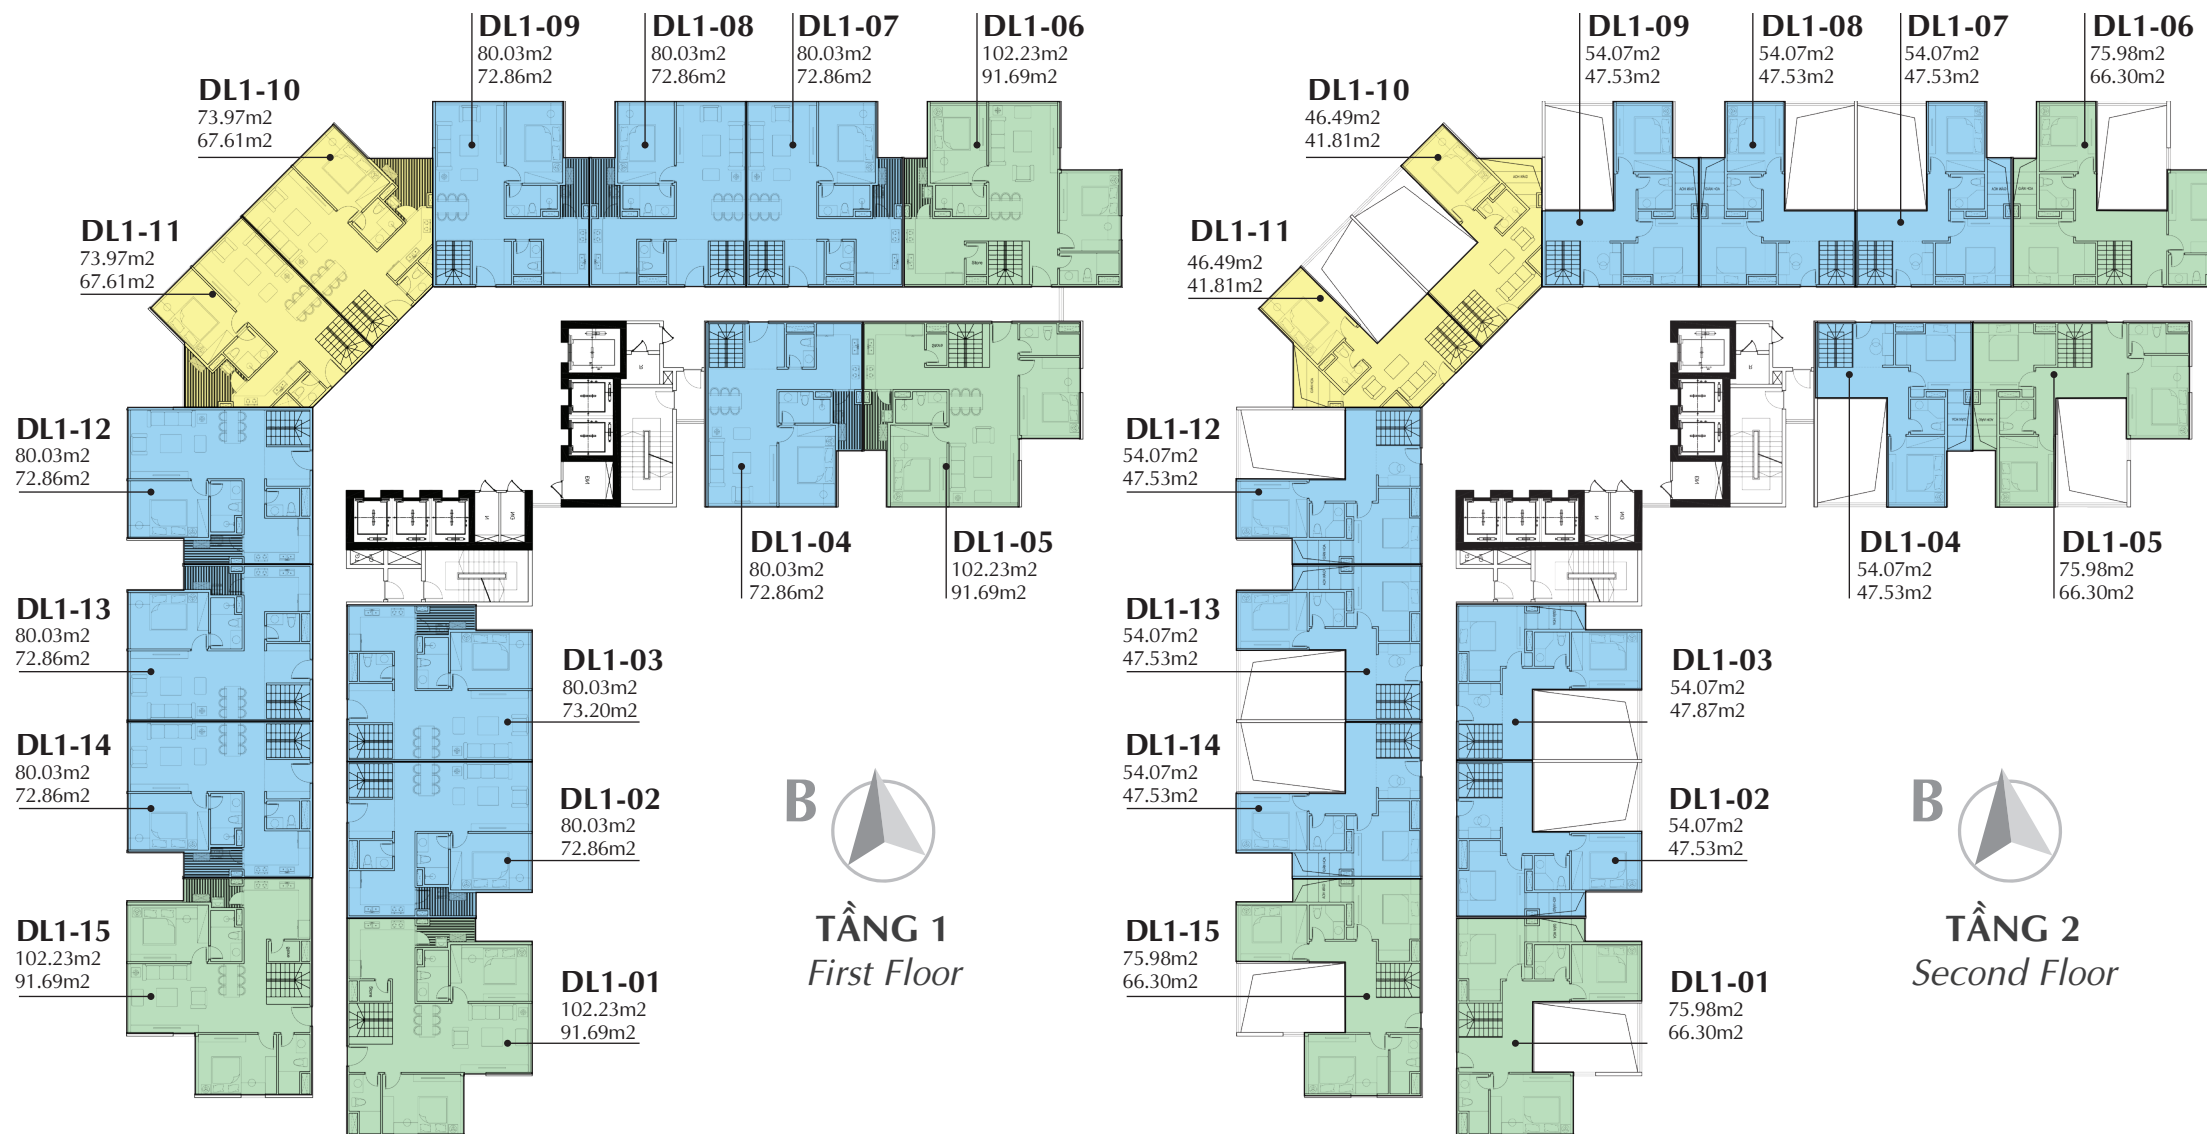 DL1-09
80.03m2
72.86m2
DL1-08
80.03m2
72.86m2
DL1-07
80.03m2
72.86m2
DL1-06
102.23m2
91.69m2
DL1-10
73.97m2
67.61m2
DL1-11
73.97m2
67.61m2
DL1-12
80.03m2
72.86m2
DL1-13
80.03m2
72.86m2
DL1-14
80.03m2
72.86m2
DL1-15
102.23m2
91.69m2
DL1-04
80.03m2
72.86m2
DL1-05
102.23m2
91.69m2
DL1-03
80.03m2
73.20m2
DL1-02
80.03m2
72.86m2
DL1-01
102.23m2
91.69m2
B
TẦNG 1
First Floor
DL1-09
54.07m2
47.53m2
DL1-08
54.07m2
47.53m2
DL1-07
54.07m2
47.53m2
DL1-06
75.98m2
66.30m2
DL1-10
46.49m2
41.81m2
DL1-11
46.49m2
41.81m2
DL1-12
54.07m2
47.53m2
DL1-13
54.07m2
47.53m2
DL1-14
54.07m2
47.53m2
DL1-15
75.98m2
66.30m2
DL1-04
54.07m2
47.53m2
DL1-05
75.98m2
66.30m2
DL1-03
54.07m2
47.87m2
DL1-02
54.07m2
47.53m2
DL1-01
75.98m2
66.30m2
B
TẦNG 2
Second Floor